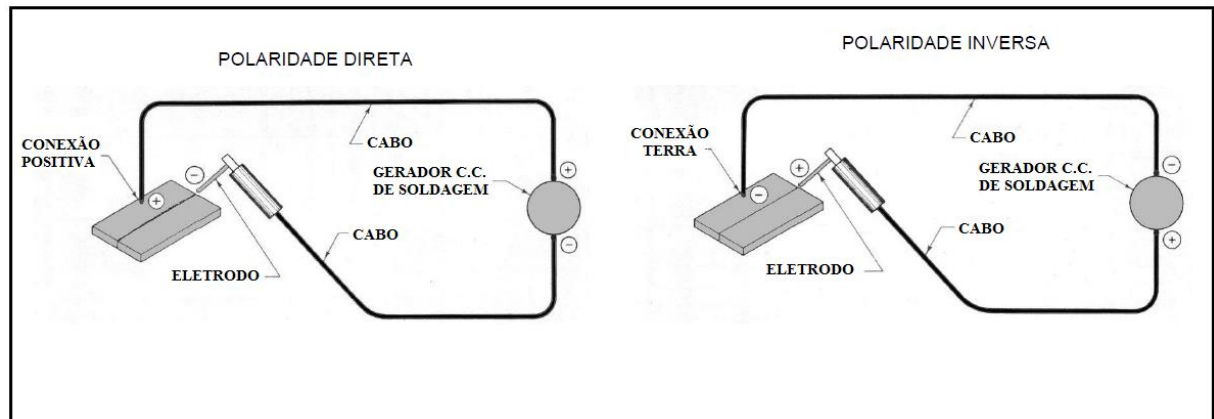 POLARIDADE DIRETA
CONEXÃO
POSITIVA
+
−
CABO
GERADOR C.C.
DE SOLDAGEM
+
−
CABO
ELETRODO
POLARIDADE INVERSA
CONEXÃO
TERRA
−
+
CABO
GERADOR C.C.
DE SOLDAGEM
−
+
CABO
ELETRODO